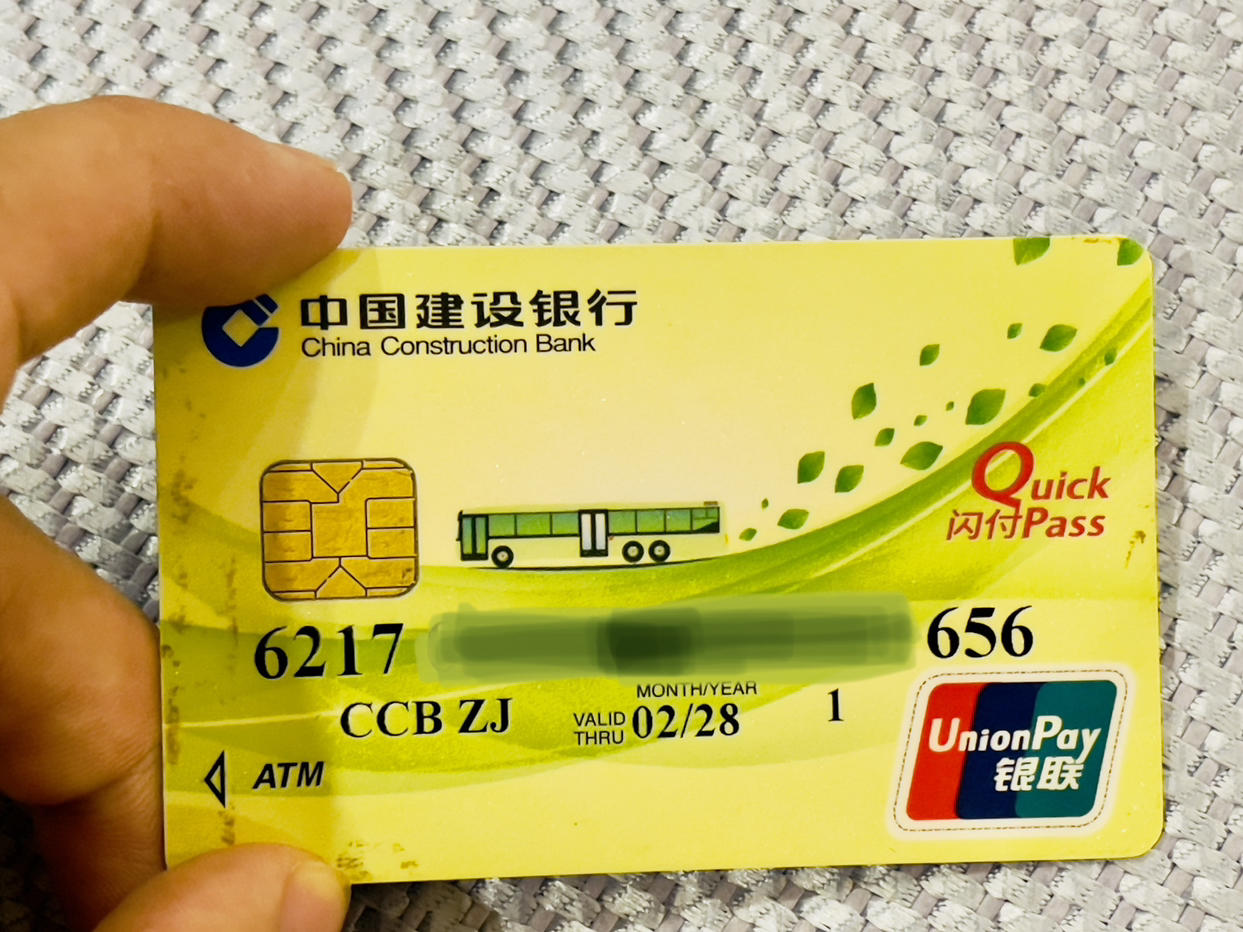 中国建设银行
China Construction Bank
Quick
闪付Pass
6217 656
MONTH/YEAR
CCB ZJ VALID THRU 02/28 1
ATM
UnionPay
银联